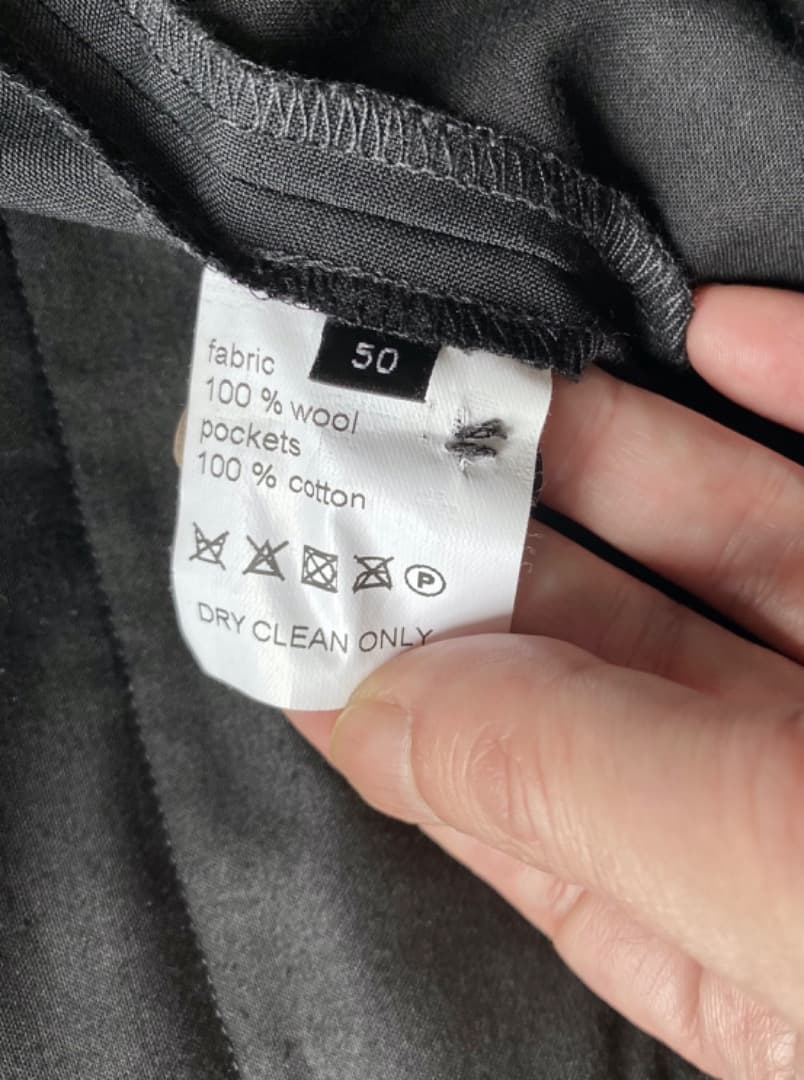 50
fabric
100 % wool
pockets
100 % cotton
P
DRY CLEAN ONLY